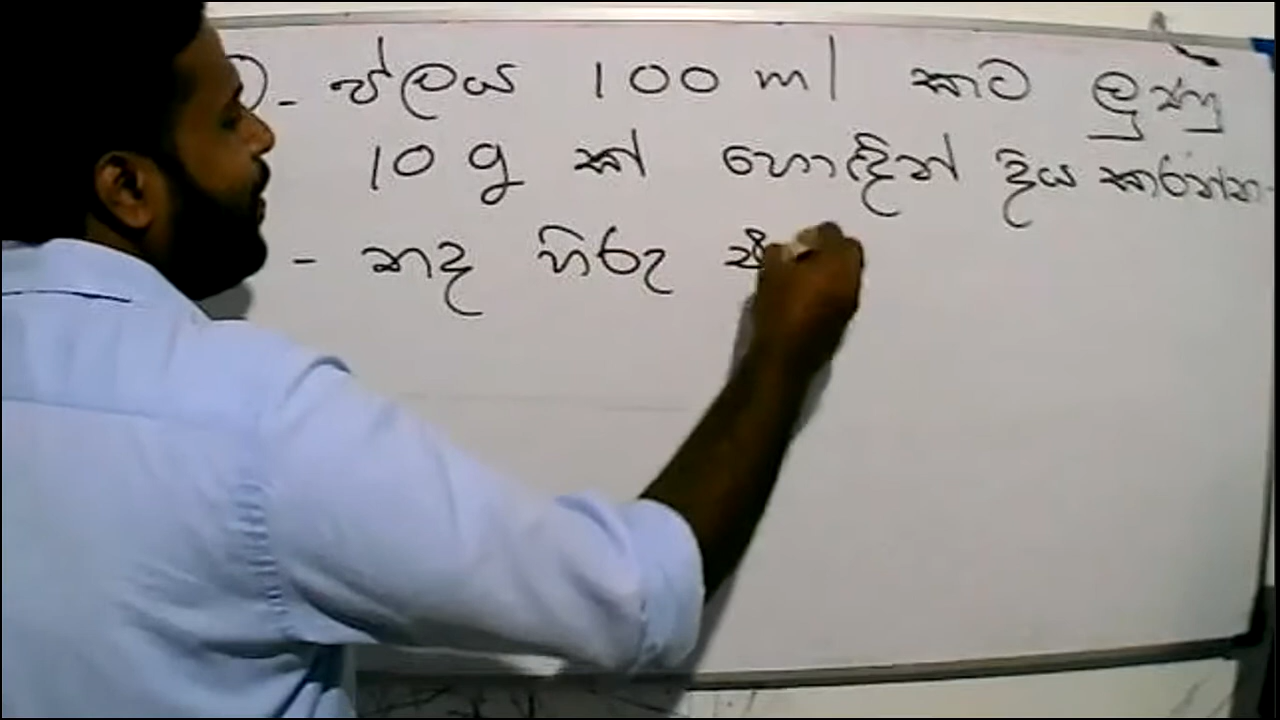 - ජලය 100 ml කට ලුණු
10 g ක් හොඳින් දිය කරන්න.
- තද හිරු